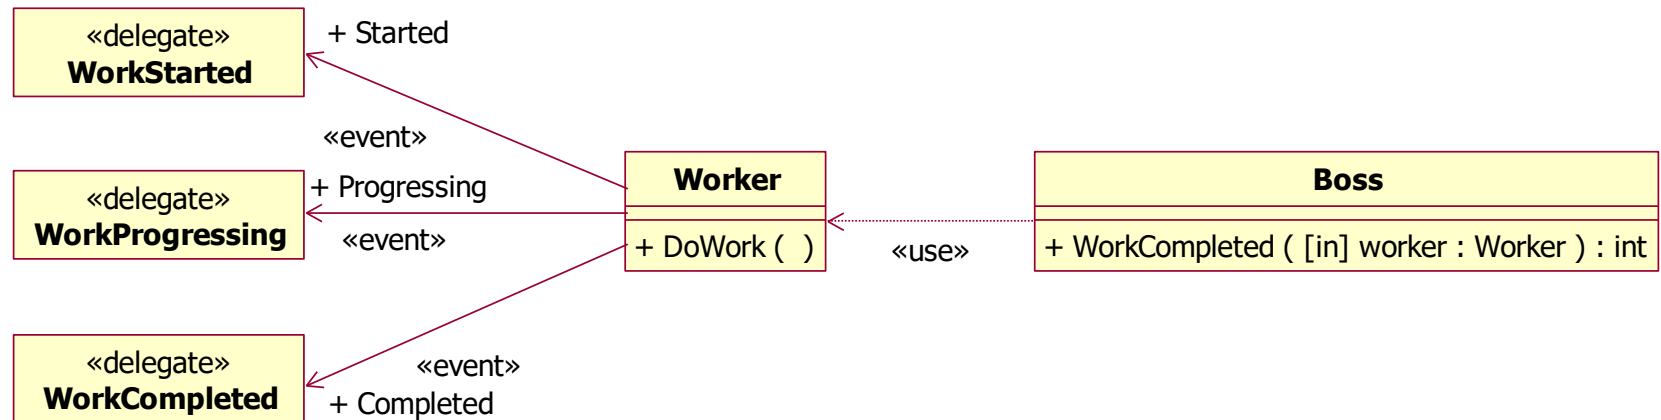 «delegate»
WorkStarted
+ Started
«event»
«delegate»
WorkProgressing
+ Progressing
«event»
«delegate»
WorkCompleted
«event»
+ Completed
Worker
+ DoWork ( )
«use»
Boss
+ WorkCompleted ( [in] worker : Worker ) : int